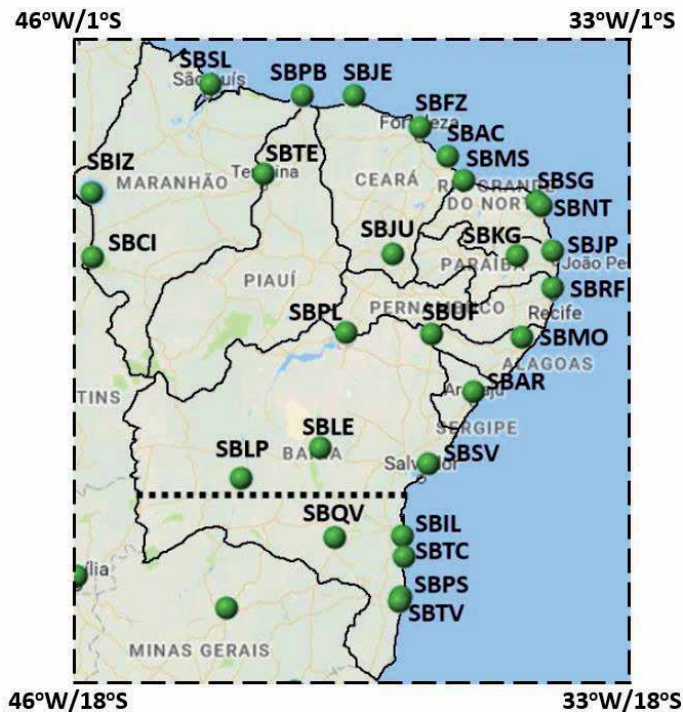 46°W/1°S
33°W/1°S
SBSL
São Luís
SBPB
SBJE
SBFZ
Fortaleza
SBAC
SBIZ
SBTE
SBMS
MARANHÃO
Teresina
CEARÁ
SBSG
RIO GRANDE
DO NORTE
SBNT
SBCI
SBJU
SBKG
SBJP
PARAÍBA
João Pe
PIAUÍ
SBRF
PERNAMBUCO
SBPL
SBUF
Recife
SBMO
ALAGOAS
TINS
SBAR
SERGIPE
SBLE
SBLP
BAHIA
Salvador
SBSV
SBQV
SBIL
SBTC
ília
SBPS
SBTV
MINAS GERAIS
46°W/18°S
33°W/18°S